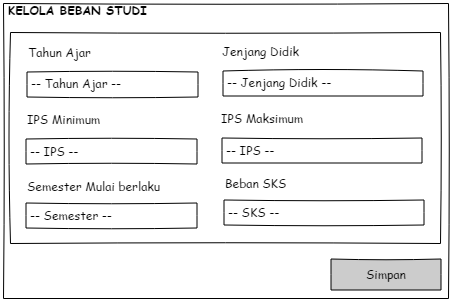 KELOLA BEBAN STUDI
Tahun Ajar
Jenjang Didik
-- Tahun Ajar --
-- Jenjang Didik --
IPS Minimum
IPS Maksimum
-- IPS --
-- IPS --
Semester Mulai berlaku
Beban SKS
-- Semester --
-- SKS --
Simpan